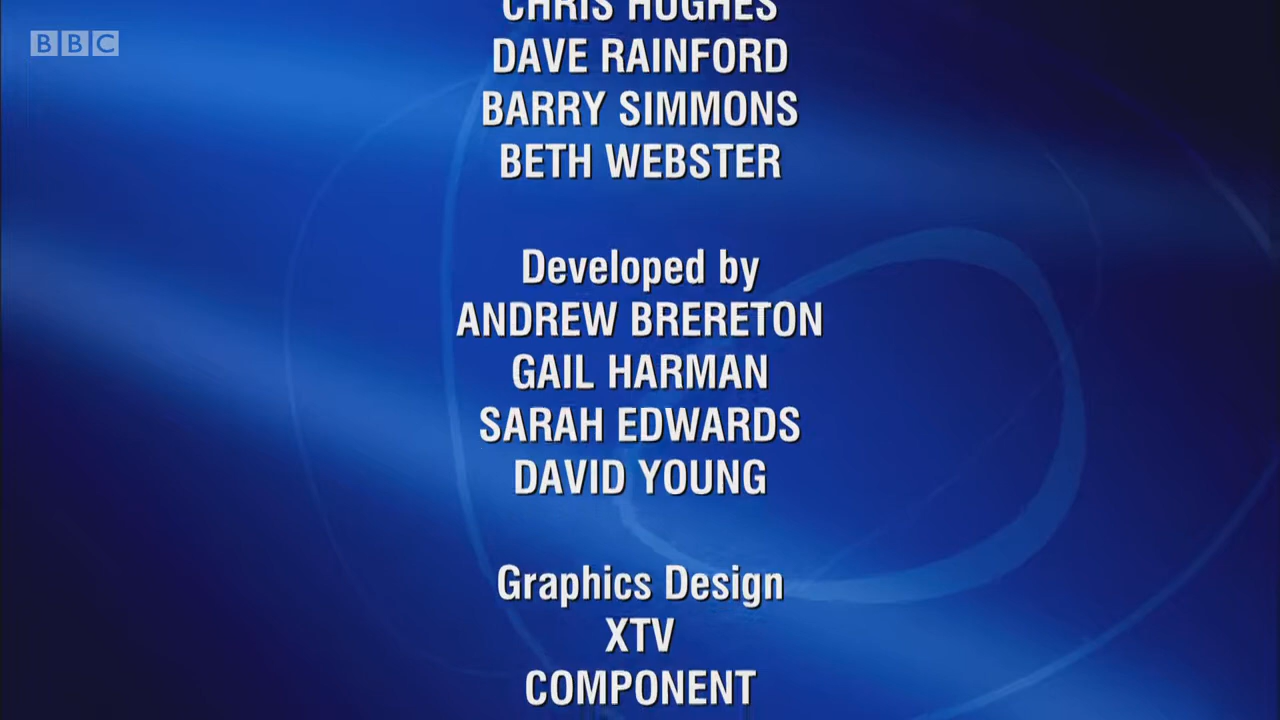 BBC
CHRIS HUGHES
DAVE RAINFORD
BARRY SIMMONS
BETH WEBSTER
Developed by
ANDREW BRERETON
GAIL HARMAN
SARAH EDWARDS
DAVID YOUNG
Graphics Design
XTV
COMPONENT